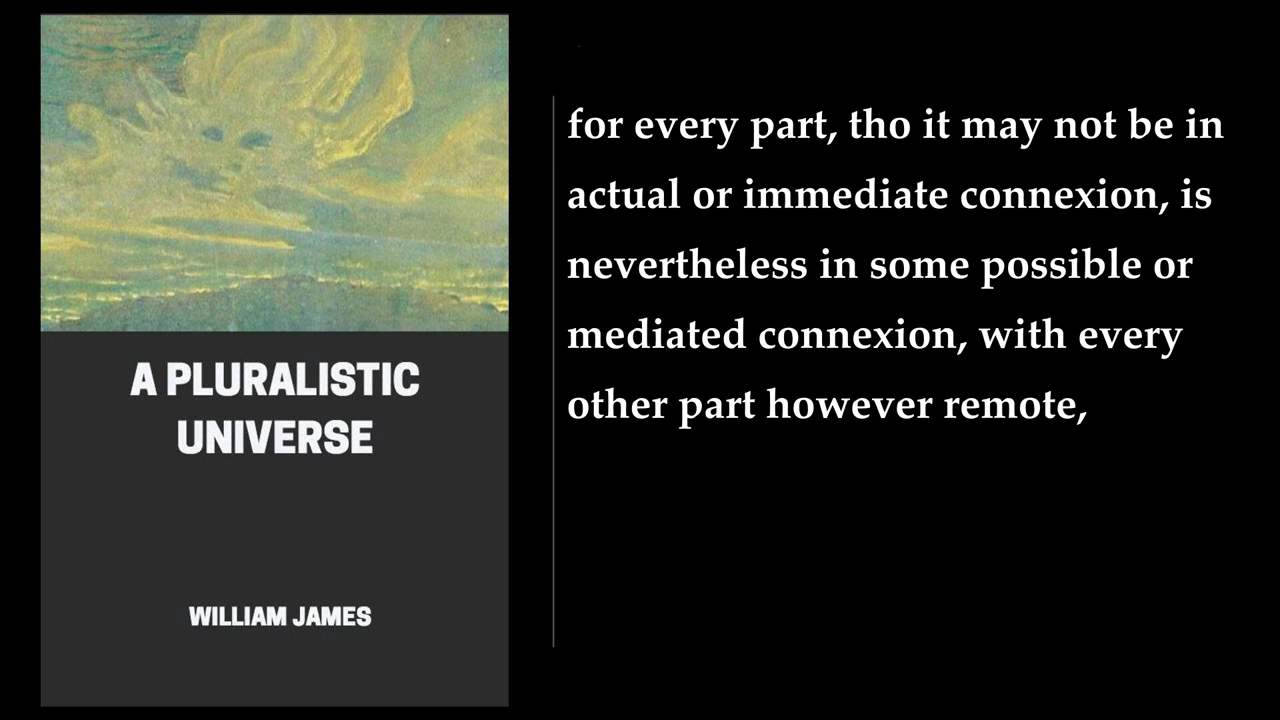 A PLURALISTIC
UNIVERSE
WILLIAM JAMES
for every part, tho it may not be in
actual or immediate connexion, is
nevertheless in some possible or
mediated connexion, with every
other part however remote,